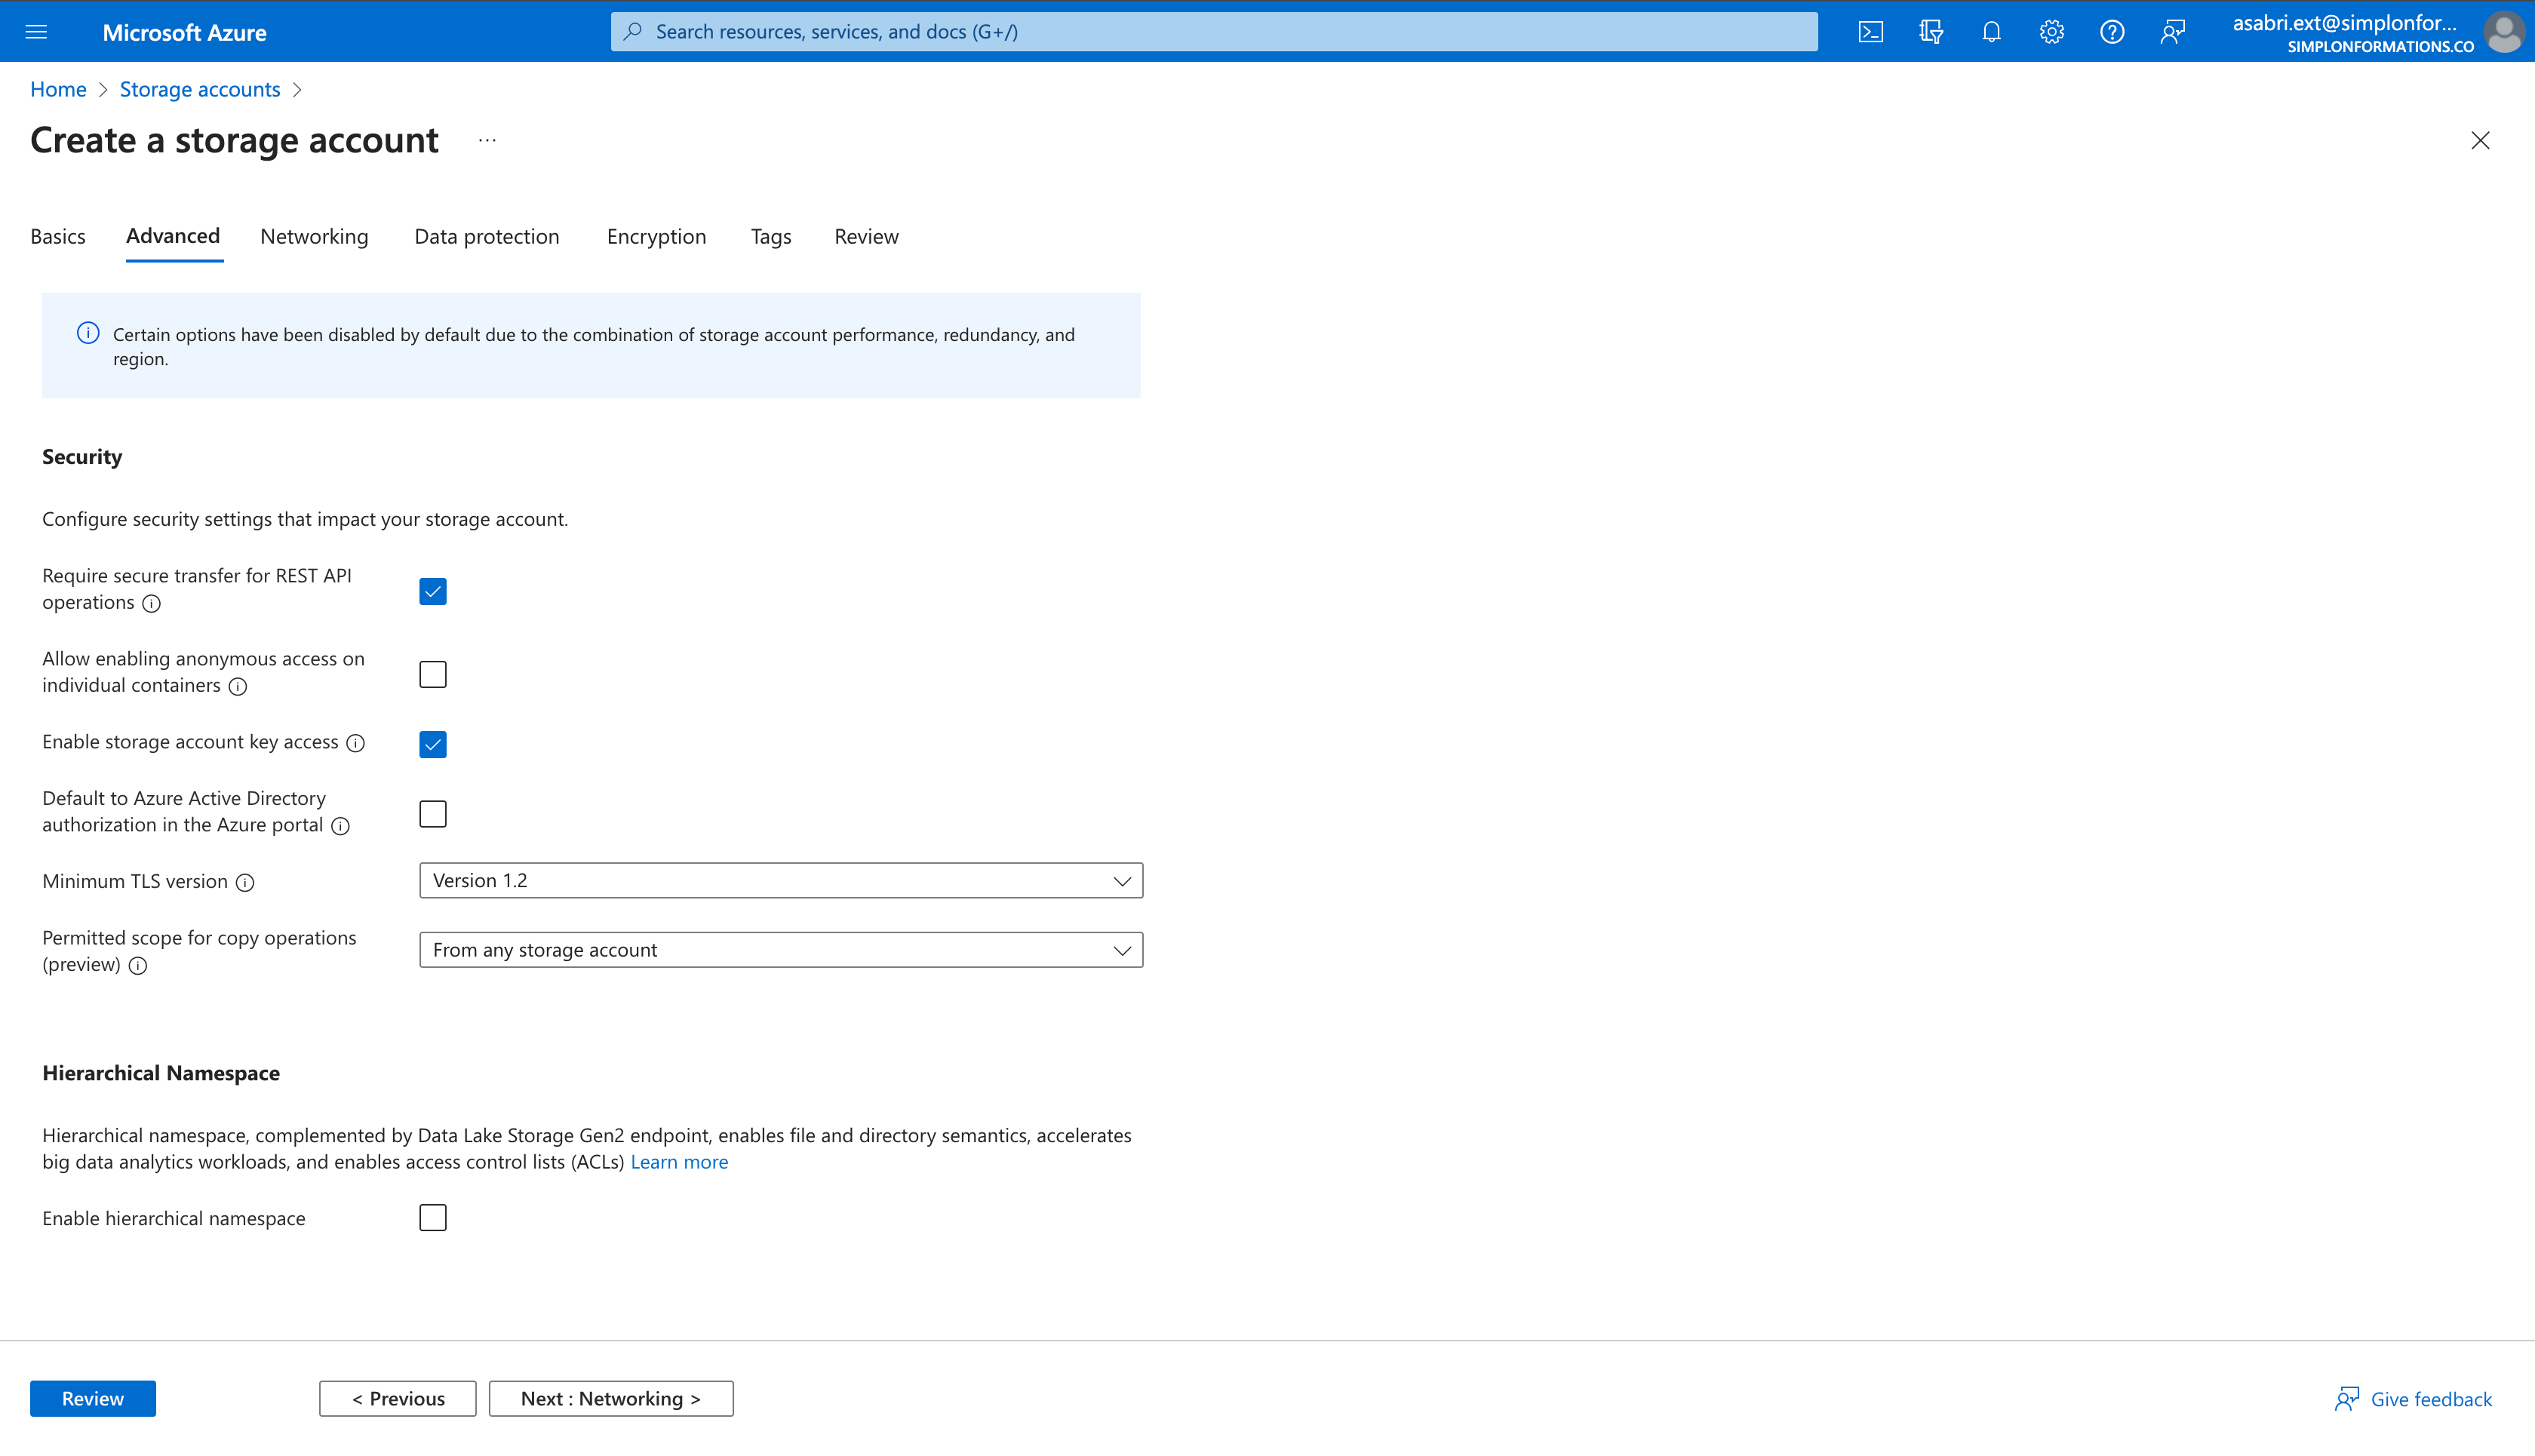 Microsoft Azure
Search resources, services, and docs (G+/)
asabri.ext@simplonfor...
SIMPLONFORMATIONS.CO
Home > Storage accounts >
Create a storage account ...
Basics Advanced Networking Data protection Encryption Tags Review
Certain options have been disabled by default due to the combination of storage account performance, redundancy, and
region.
Security
Configure security settings that impact your storage account.
Require secure transfer for REST API
operations
Allow enabling anonymous access on
individual containers
Enable storage account key access
Default to Azure Active Directory
authorization in the Azure portal
Minimum TLS version
Version 1.2
Permitted scope for copy operations
(preview)
From any storage account
Hierarchical Namespace
Hierarchical namespace, complemented by Data Lake Storage Gen2 endpoint, enables file and directory semantics, accelerates
big data analytics workloads, and enables access control lists (ACLs) Learn more
Enable hierarchical namespace
Review
< Previous
Next : Networking >
Give feedback